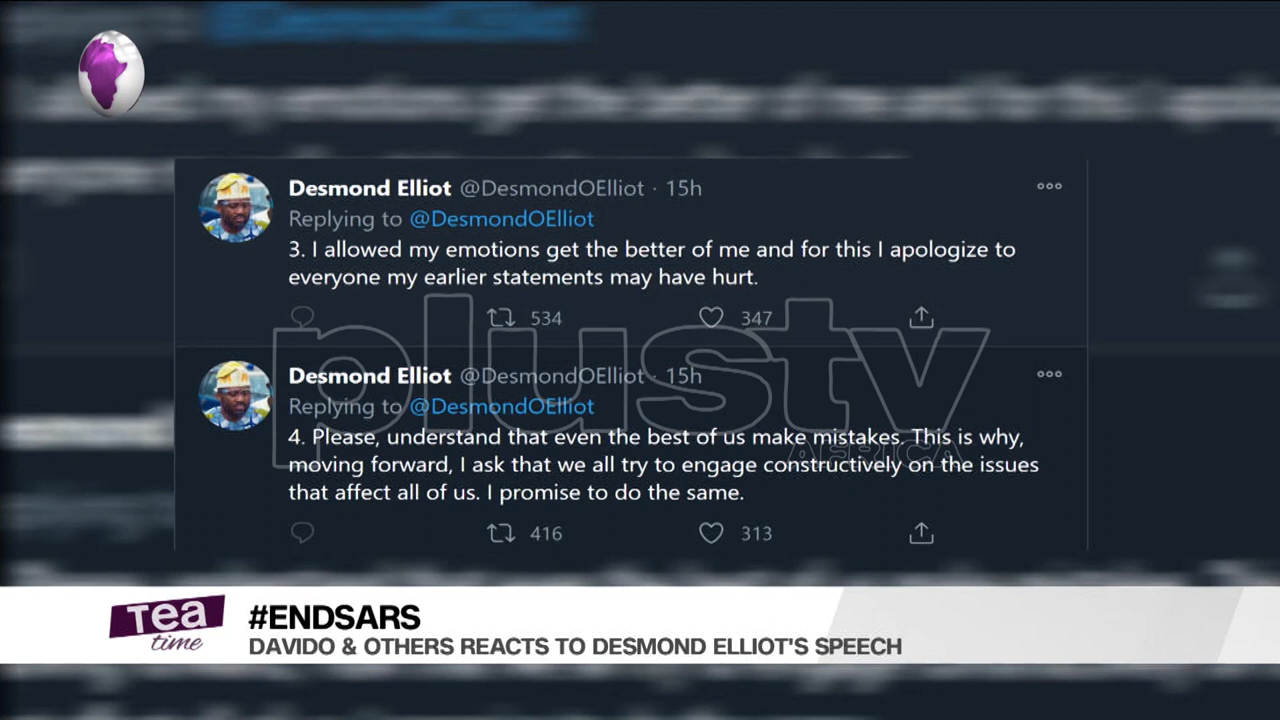 Desmond Elliot @DesmondOElliot · 15h
Replying to @DesmondOElliot
3. I allowed my emotions get the better of me and for this I apologize to
everyone my earlier statements may have hurt.
534 347
Desmond Elliot @DesmondOElliot · 15h
Replying to @DesmondOElliot
4. Please, understand that even the best of us make mistakes. This is why,
moving forward, I ask that we all try to engage constructively on the issues
that affect all of us. I promise to do the same.
416 313
plustv
AFRICA
Tea
time
#ENDSARS
DAVIDO & OTHERS REACTS TO DESMOND ELLIOT'S SPEECH